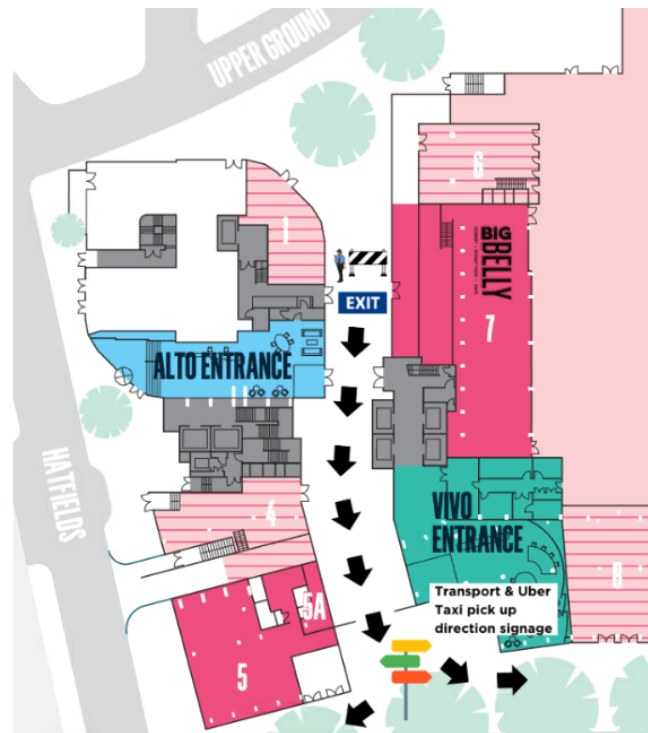 UPPER GROUND
6
1
BIG
BELLY
EXIT
7
ALTO ENTRANCE
HATFIELDS
4
VIVO
ENTRANCE
8
Transport & Uber
Taxi pick up
direction signage
5A
5